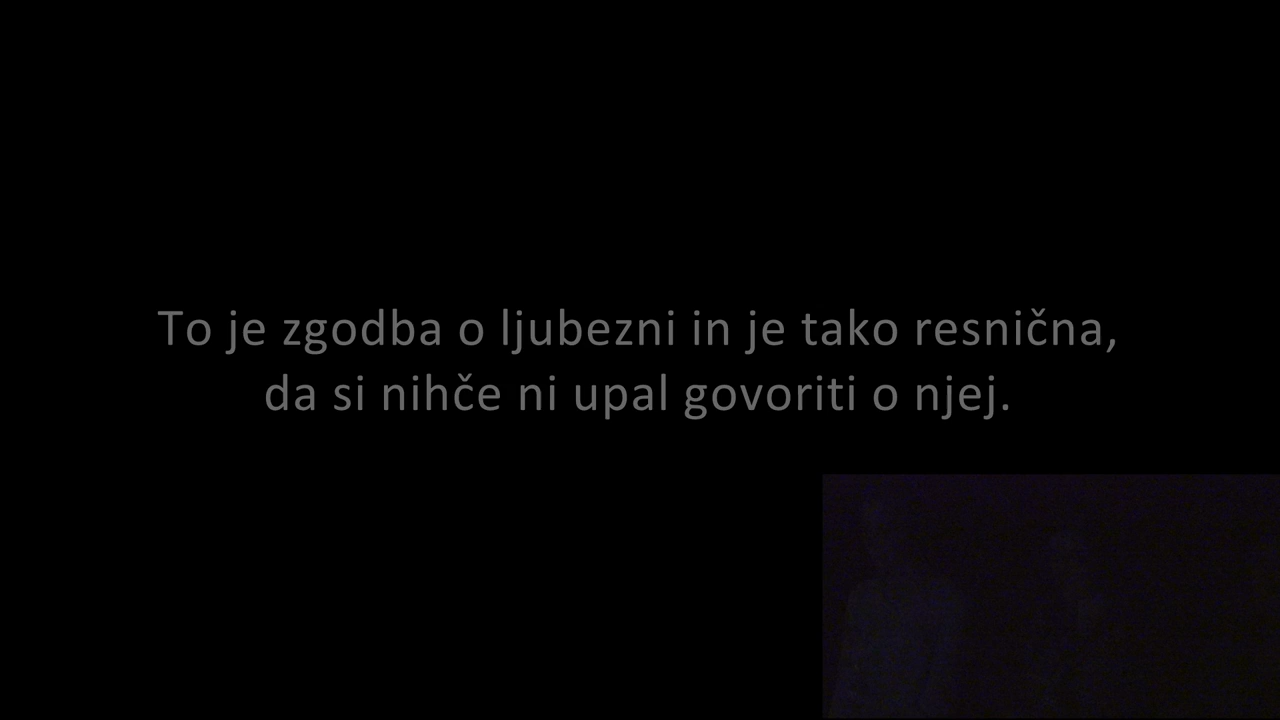 To je zgodba o ljubezni in je tako resnična,
da si nihče ni upal govoriti o njej.